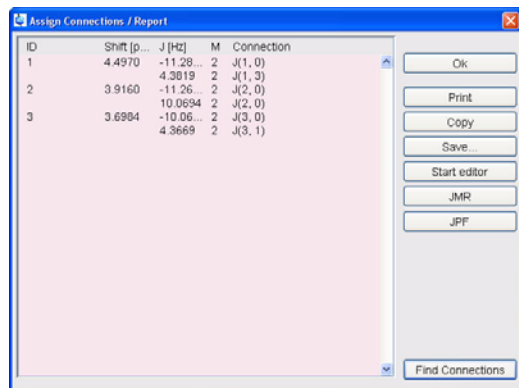 Assign Connections / Report
ID Shift [p... J [Hz] M Connection
1 4.4970 -11.28... 2 J(1, 0)
4.3819 2 J(1, 3)
2 3.9160 -11.26... 2 J(2, 0)
10.0694 2 J(2, 0)
3 3.6984 -10.06... 2 J(3, 0)
4.3669 2 J(3, 1)
Ok
Print
Copy
Save...
Start editor
JMR
JPF
Find Connections